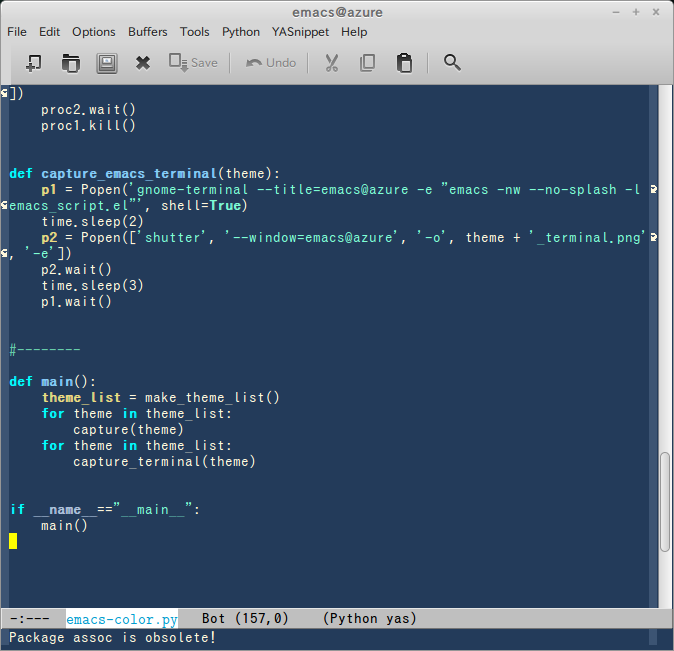 emacs@azure
File Edit Options Buffers Tools Python YASnippet Help
Save Undo
])
    proc2.wait()
    proc1.kill()
def capture_emacs_terminal(theme):
    p1 = Popen('gnome-terminal --title=emacs@azure -e "emacs -nw --no-splash -l
emacs_script.el"', shell=True)
    time.sleep(2)
    p2 = Popen(['shutter', '--window=emacs@azure', '-o', theme + '_terminal.png'
, '-e'])
    p2.wait()
    time.sleep(3)
    p1.wait()
#--------
def main():
    theme_list = make_theme_list()
    for theme in theme_list:
        capture(theme)
    for theme in theme_list:
        capture_terminal(theme)
if __name__=="__main__":
    main()
-:--- emacs-color.py Bot (157,0) (Python yas)
Package assoc is obsolete!